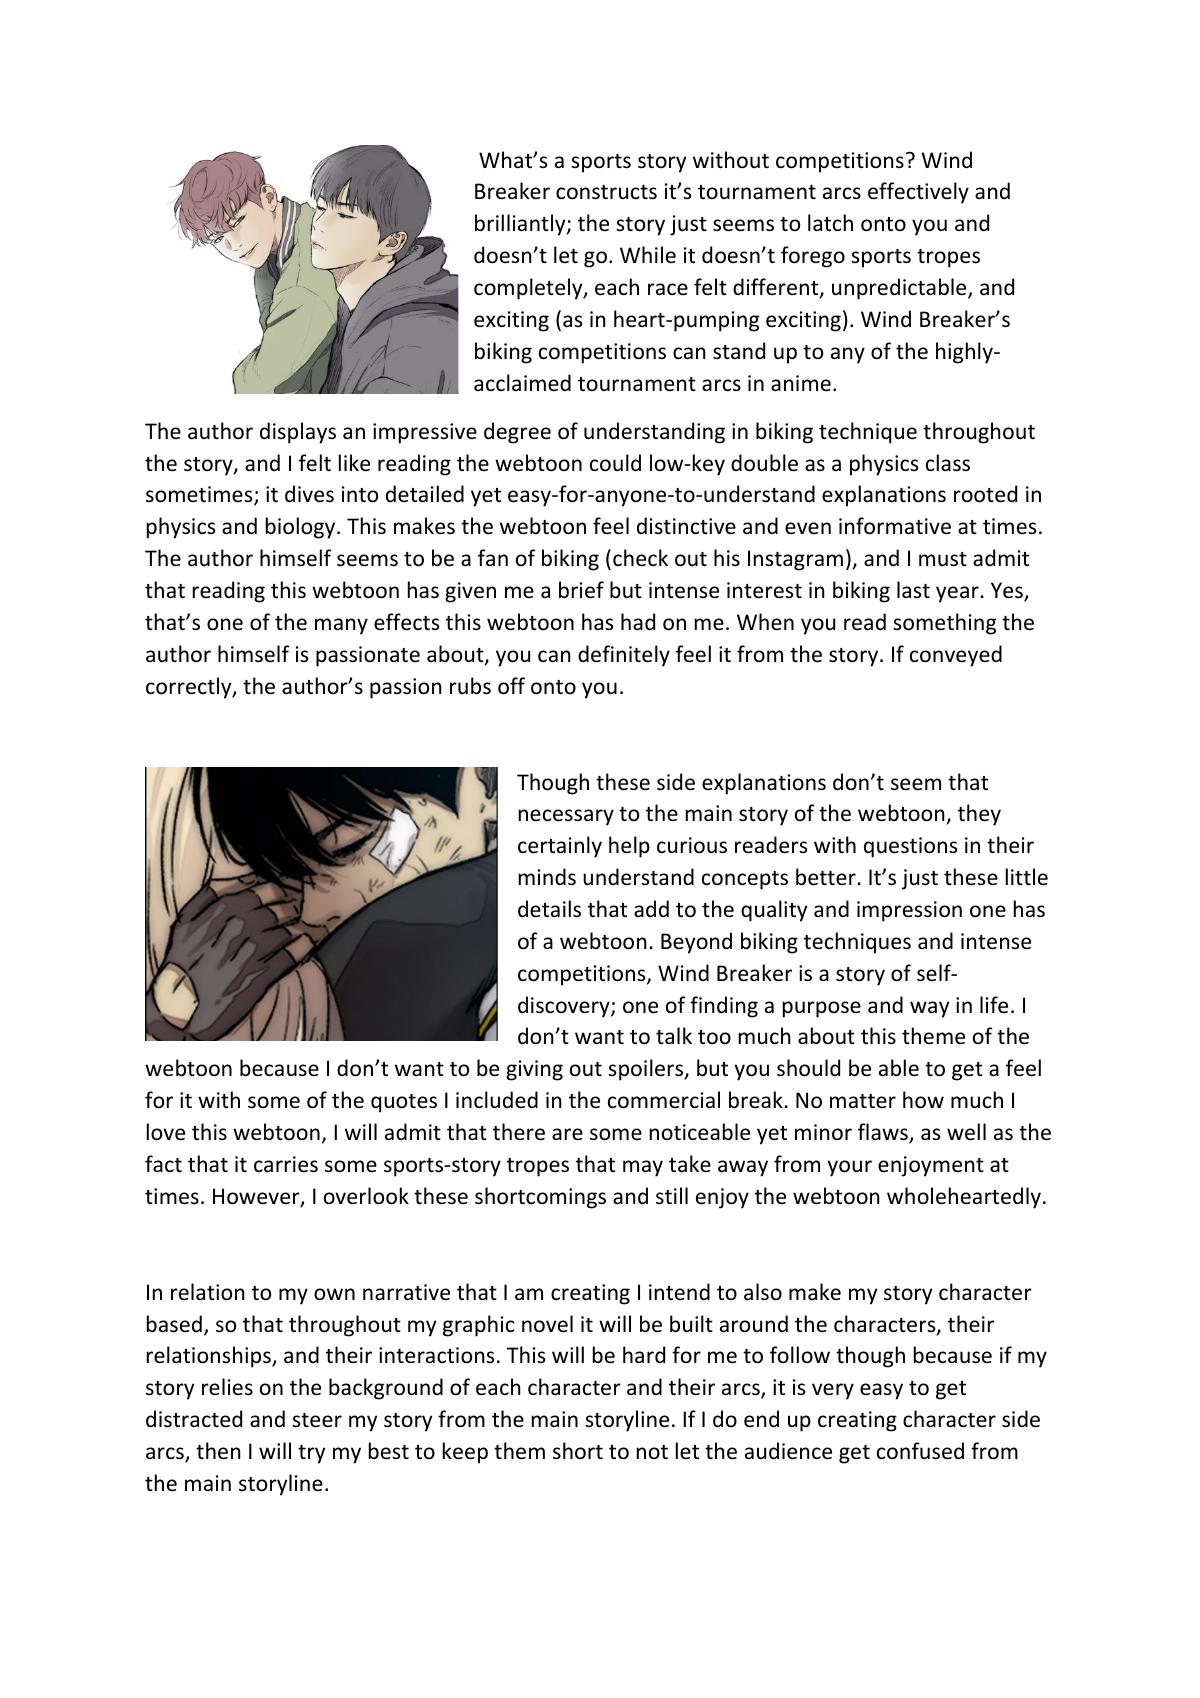 What’s a sports story without competitions? Wind
Breaker constructs it’s tournament arcs effectively and
brilliantly; the story just seems to latch onto you and
doesn’t let go. While it doesn’t forego sports tropes
completely, each race felt different, unpredictable, and
exciting (as in heart-pumping exciting). Wind Breaker’s
biking competitions can stand up to any of the highly-
acclaimed tournament arcs in anime.
The author displays an impressive degree of understanding in biking technique throughout
the story, and I felt like reading the webtoon could low-key double as a physics class
sometimes; it dives into detailed yet easy-for-anyone-to-understand explanations rooted in
physics and biology. This makes the webtoon feel distinctive and even informative at times.
The author himself seems to be a fan of biking (check out his Instagram), and I must admit
that reading this webtoon has given me a brief but intense interest in biking last year. Yes,
that’s one of the many effects this webtoon has had on me. When you read something the
author himself is passionate about, you can definitely feel it from the story. If conveyed
correctly, the author’s passion rubs off onto you.
Though these side explanations don’t seem that
necessary to the main story of the webtoon, they
certainly help curious readers with questions in their
minds understand concepts better. It’s just these little
details that add to the quality and impression one has
of a webtoon. Beyond biking techniques and intense
competitions, Wind Breaker is a story of self-
discovery; one of finding a purpose and way in life. I
don’t want to talk too much about this theme of the
webtoon because I don’t want to be giving out spoilers, but you should be able to get a feel
for it with some of the quotes I included in the commercial break. No matter how much I
love this webtoon, I will admit that there are some noticeable yet minor flaws, as well as the
fact that it carries some sports-story tropes that may take away from your enjoyment at
times. However, I overlook these shortcomings and still enjoy the webtoon wholeheartedly.
In relation to my own narrative that I am creating I intend to also make my story character
based, so that throughout my graphic novel it will be built around the characters, their
relationships, and their interactions. This will be hard for me to follow though because if my
story relies on the background of each character and their arcs, it is very easy to get
distracted and steer my story from the main storyline. If I do end up creating character side
arcs, then I will try my best to keep them short to not let the audience get confused from
the main storyline.